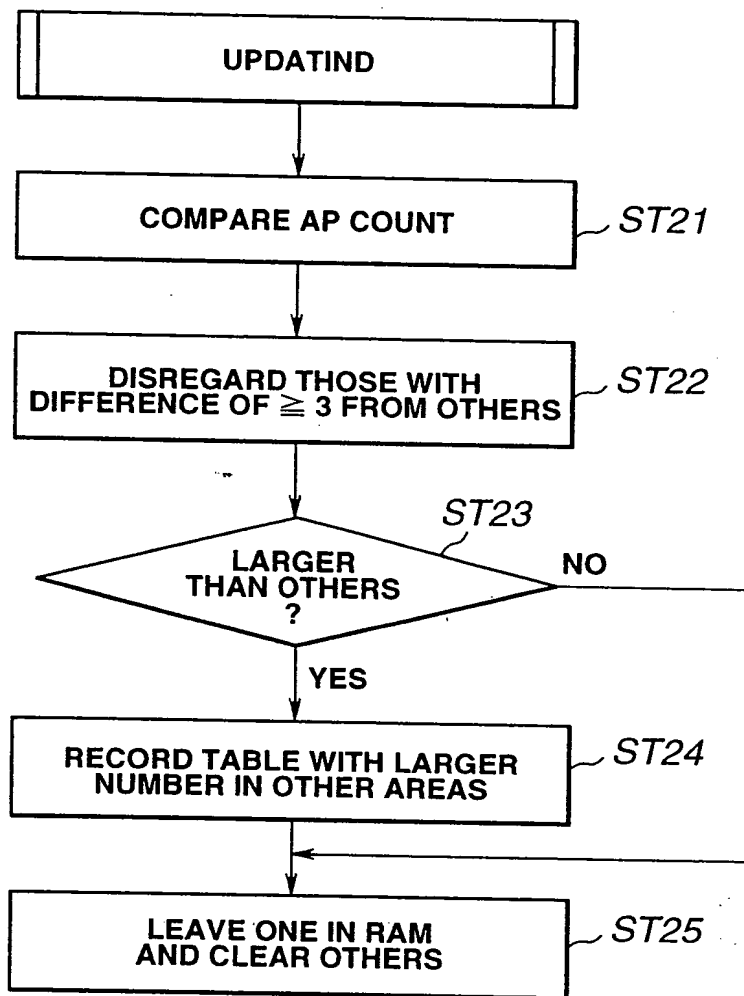 UPDATIND
COMPARE AP COUNT
ST21
DISREGARD THOSE WITH
DIFFERENCE OF ≧ 3 FROM OTHERS
ST22
ST23
LARGER
THAN OTHERS
?
NO
YES
RECORD TABLE WITH LARGER
NUMBER IN OTHER AREAS
ST24
LEAVE ONE IN RAM
AND CLEAR OTHERS
ST25